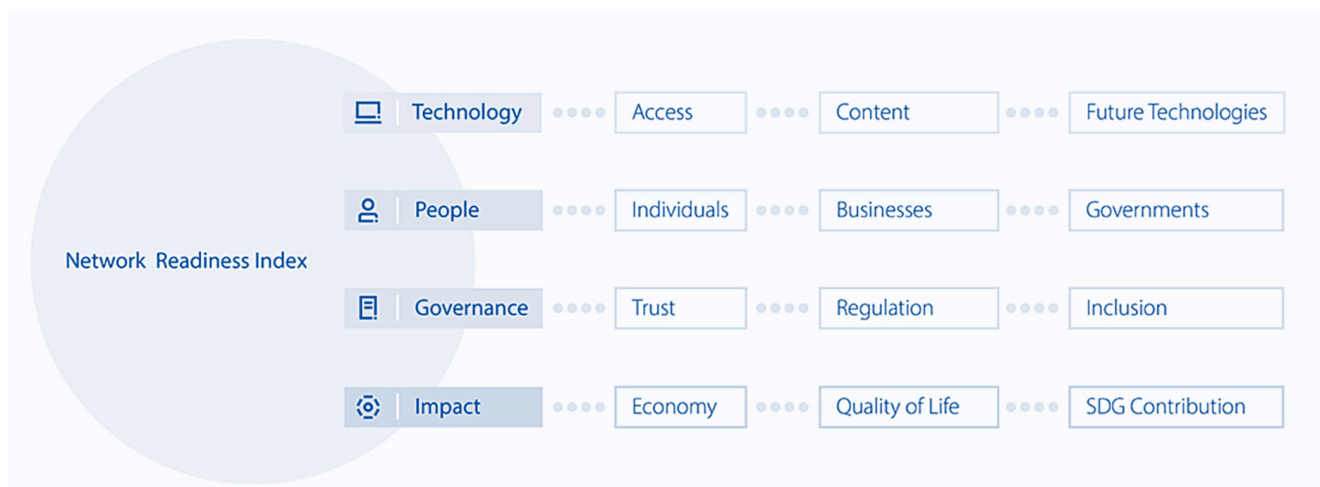 Technology
Access
Content
Future Technologies
People
Individuals
Businesses
Governments
Network Readiness Index
Governance
Trust
Regulation
Inclusion
Impact
Economy
Quality of Life
SDG Contribution